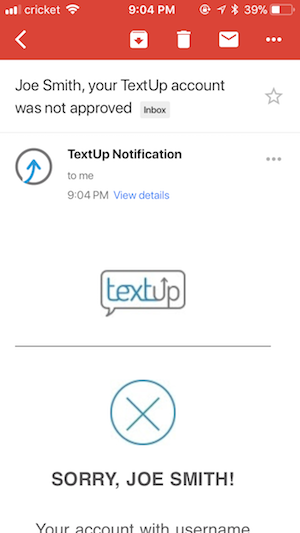 cricket 9:04 PM 39%
Joe Smith, your TextUp account
was not approved Inbox
TextUp Notification
to me
9:04 PM View details
textUp
SORRY, JOE SMITH!
Your account with username